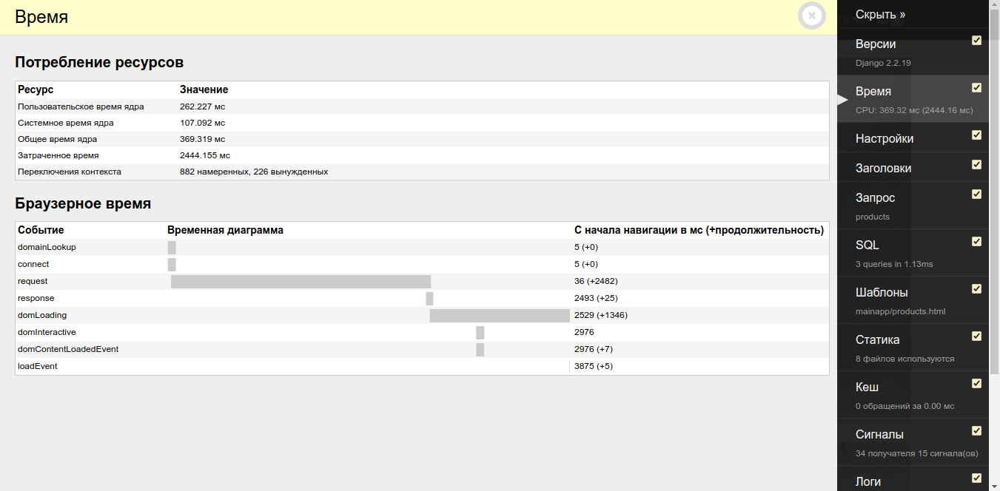 Время
Потребление ресурсов
Ресурс Значение
Пользовательское время ядра 262.227 мс
Системное время ядра 107.092 мс
Общее время ядра 369.319 мс
Затраченное время 2444.155 мс
Переключения контекста 882 намеренных, 226 вынужденных
Браузерное время
Событие Временная диаграмма С начала навигации в мс (+продолжительность)
domainLookup 5 (+0)
connect 5 (+0)
request 36 (+2482)
response 2493 (+25)
domLoading 2529 (+1346)
domInteractive 2976
domContentLoadedEvent 2976 (+7)
loadEvent 3875 (+5)
Скрыть »
Версии
Django 2.2.19
Время
CPU: 369.32 мс (2444.16 мс)
Настройки
Заголовки
Запрос
products
SQL
3 queries in 1.13ms
Шаблоны
mainapp/products.html
Статика
8 файлов используются
Кеш
0 обращений за 0.00 мс
Сигналы
34 получателя 15 сигнала(ов)
Логи